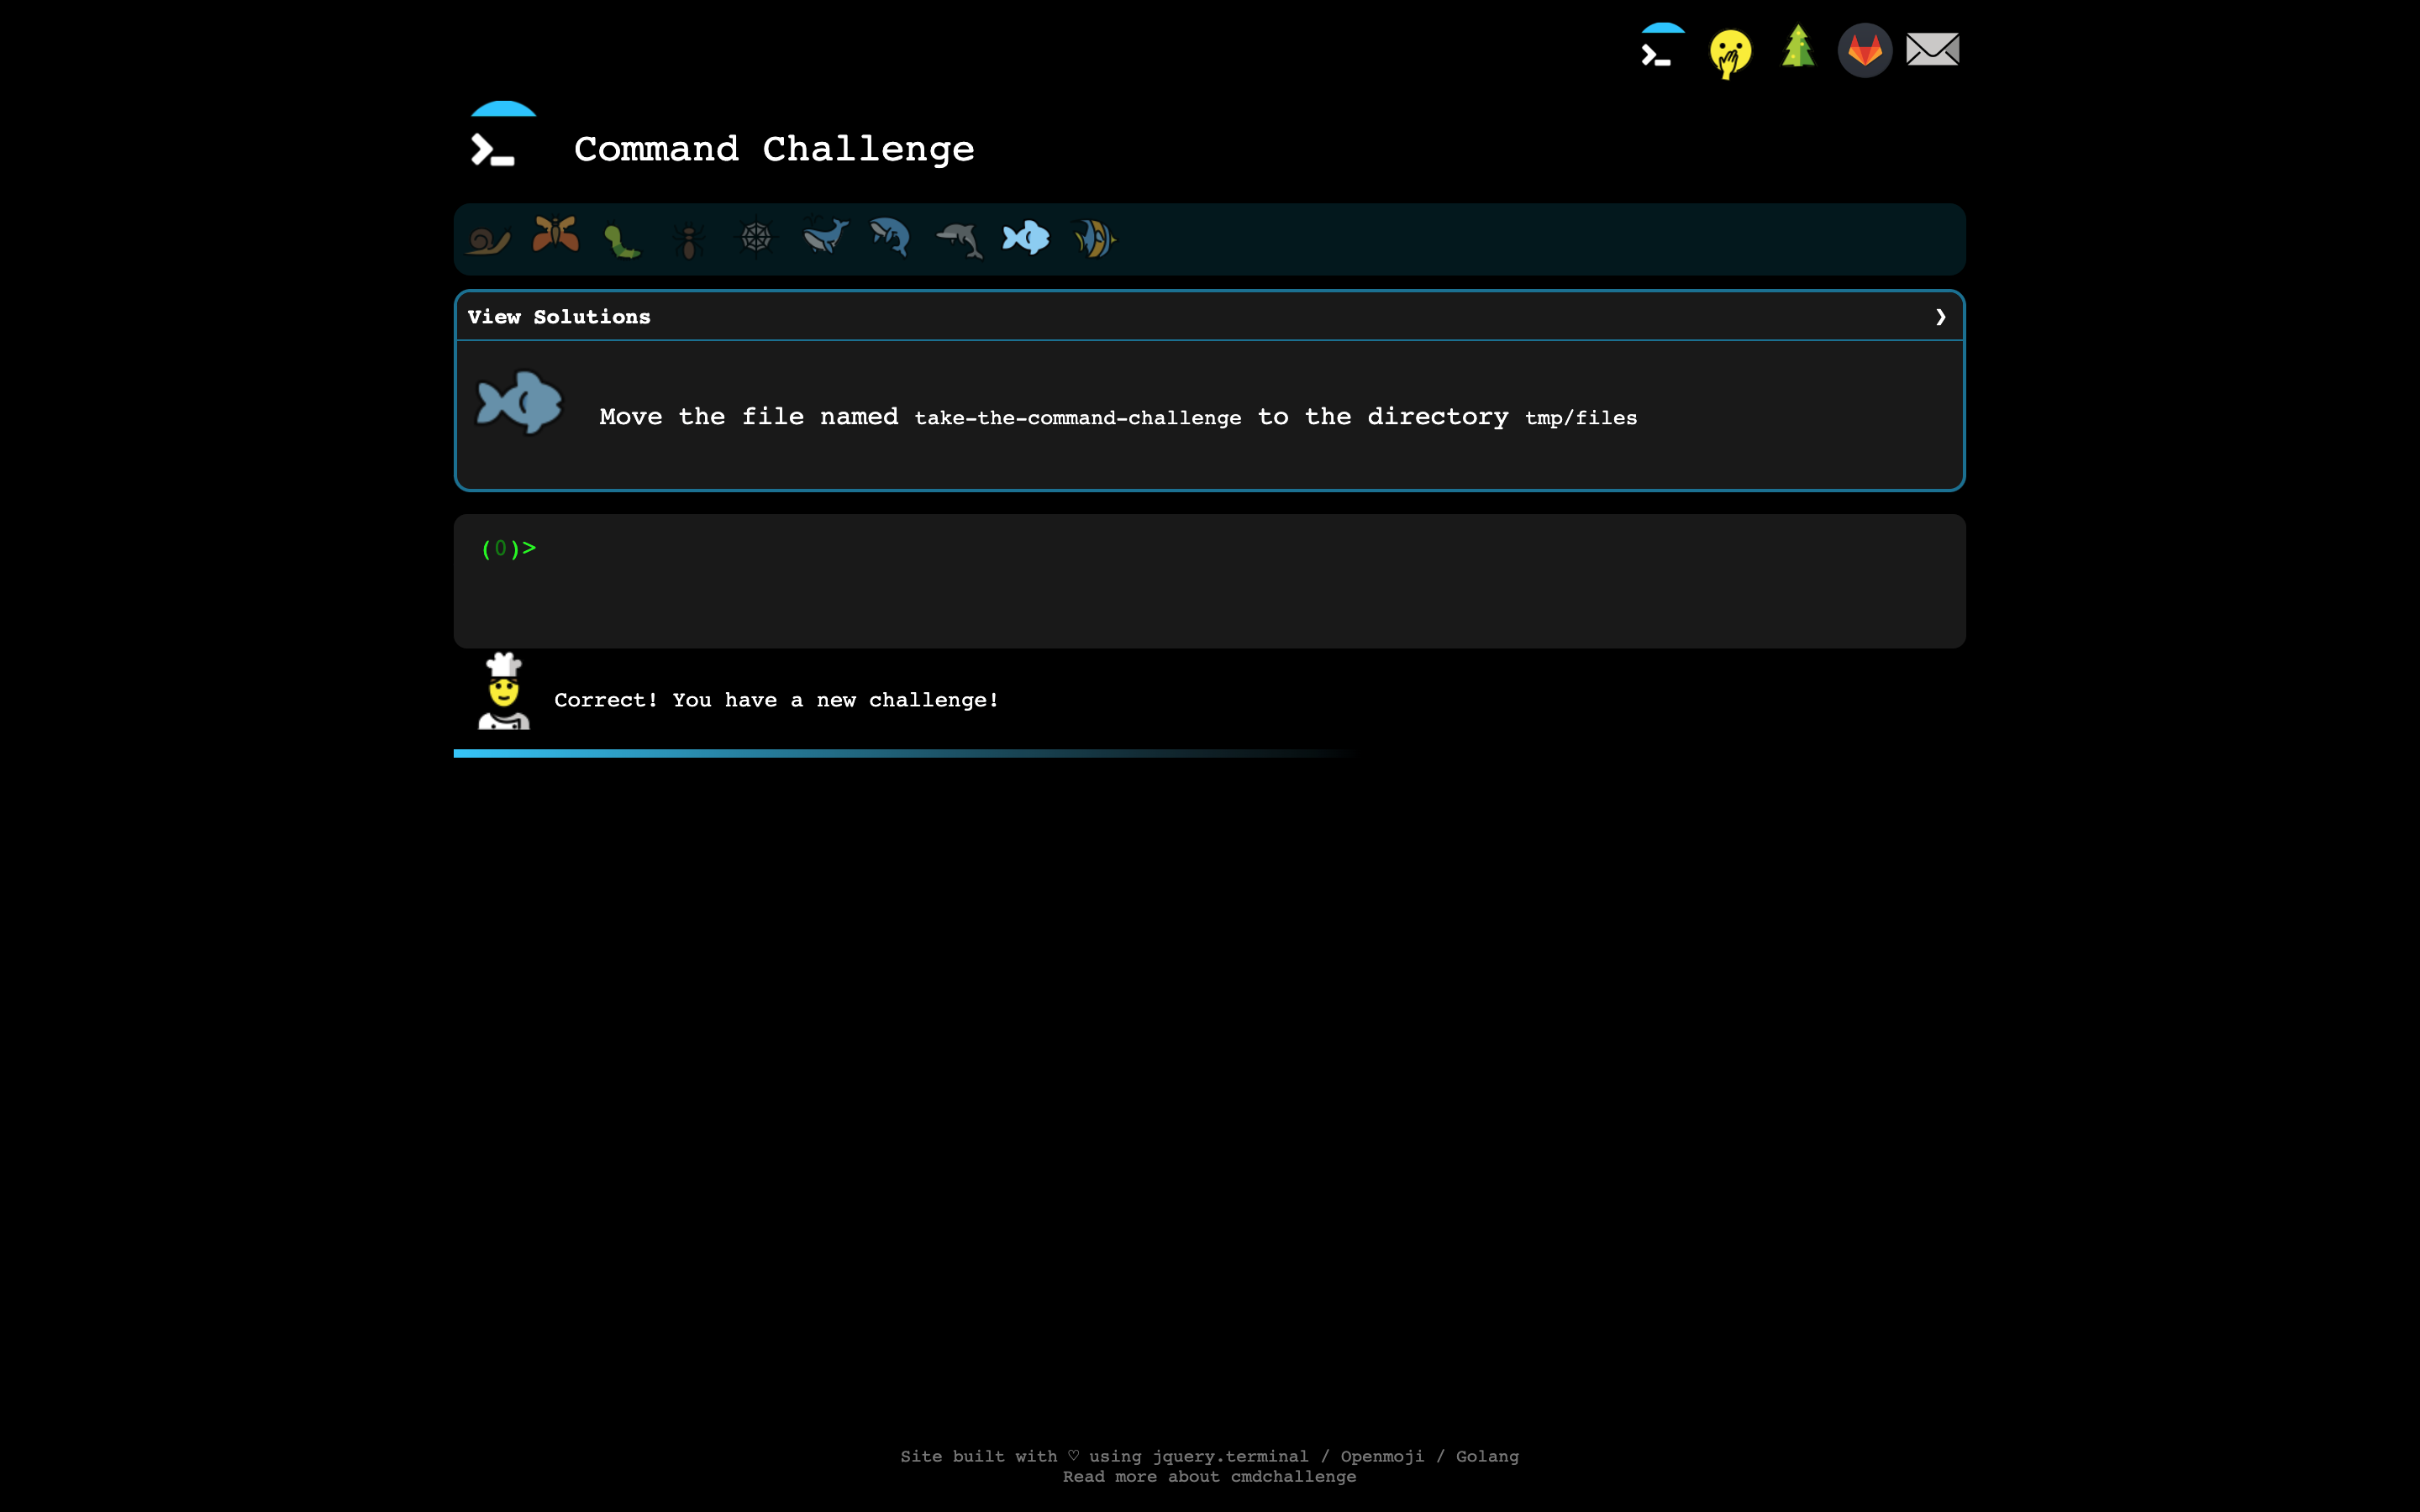 Command Challenge
View Solutions ❯
Move the file named take-the-command-challenge to the directory tmp/files
(0)>
Correct! You have a new challenge!
Site built with ♡ using jquery.terminal / Openmoji / Golang
Read more about cmdchallenge